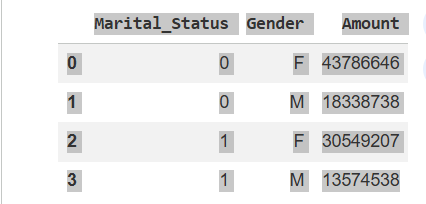 Marital_Status Gender Amount
0 0 F 43786646
1 0 M 18338738
2 1 F 30549207
3 1 M 13574538